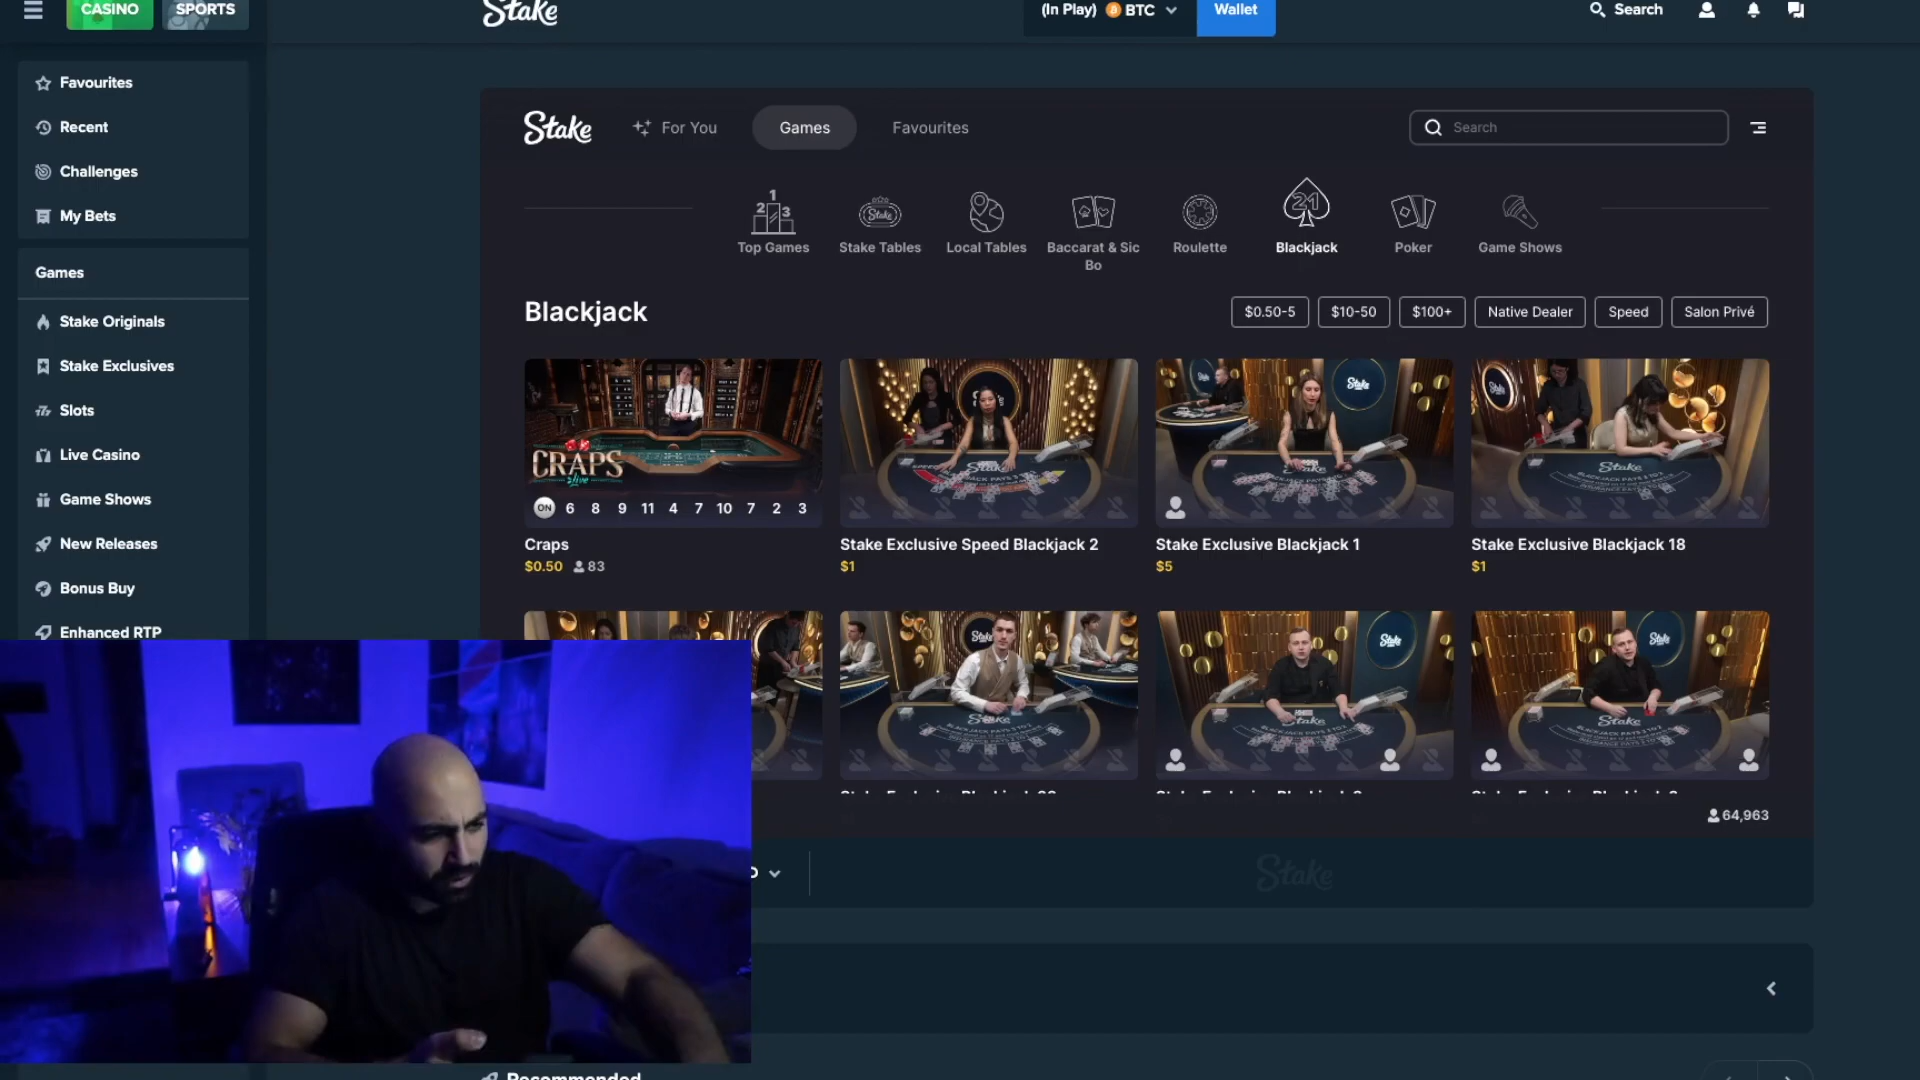 CASINO
SPORTS
Stake
(In Play) BTC
Wallet
Search
Favourites
Recent
Challenges
My Bets
Games
Stake Originals
Stake Exclusives
Slots
Live Casino
Game Shows
New Releases
Bonus Buy
Enhanced RTP
Stake
For You
Games
Favourites
Search
Top Games
Stake Tables
Local Tables
Baccarat & Sic Bo
Roulette
Blackjack
Poker
Game Shows
Blackjack
$0.50-5
$10-50
$100+
Native Dealer
Speed
Salon Privé
CRAPS
Live
ON 6 8 9 11 4 7 10 7 2 3
Craps
$0.50 83
Stake Exclusive Speed Blackjack 2
$1
Stake Exclusive Blackjack 1
$5
Stake Exclusive Blackjack 18
$1
64,963
Stake
Recommended